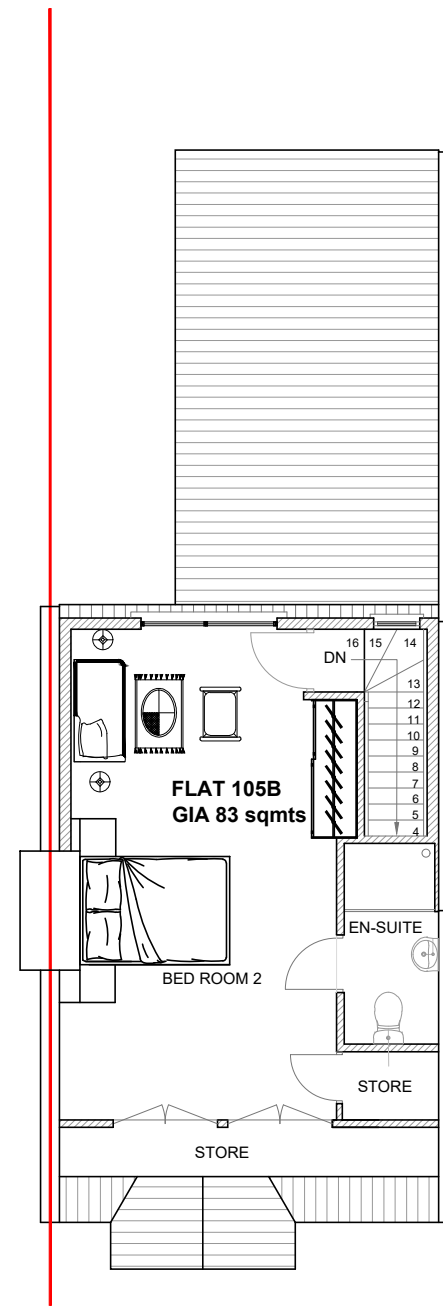 16 15 14
DN
13
12
11
10
9
8
7
6
5
4
FLAT 105B
GIA 83 sqmts
EN-SUITE
BED ROOM 2
STORE
STORE